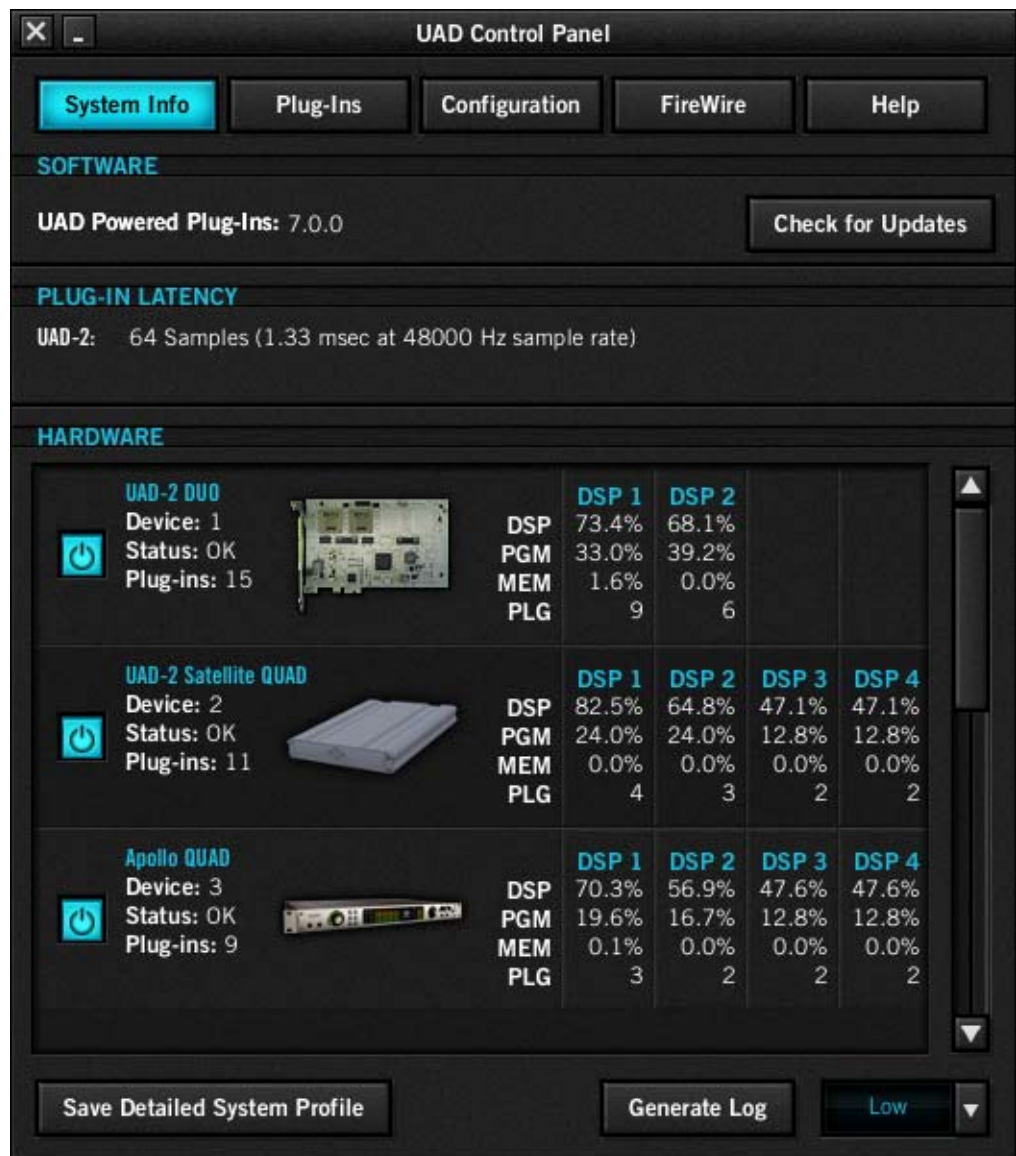 UAD Control Panel
System Info Plug-Ins Configuration FireWire Help
SOFTWARE
UAD Powered Plug-Ins: 7.0.0 Check for Updates
PLUG-IN LATENCY
UAD-2: 64 Samples (1.33 msec at 48000 Hz sample rate)
HARDWARE
UAD-2 DUO DSP 1 DSP 2
Device: 1 DSP 73.4% 68.1%
Status: OK PGM 33.0% 39.2%
Plug-ins: 15 MEM 1.6% 0.0%
PLG 9 6
UAD-2 Satellite QUAD DSP 1 DSP 2 DSP 3 DSP 4
Device: 2 DSP 82.5% 64.8% 47.1% 47.1%
Status: OK PGM 24.0% 24.0% 12.8% 12.8%
Plug-ins: 11 MEM 0.0% 0.0% 0.0% 0.0%
PLG 4 3 2 2
Apollo QUAD DSP 1 DSP 2 DSP 3 DSP 4
Device: 3 DSP 70.3% 56.9% 47.6% 47.6%
Status: OK PGM 19.6% 16.7% 12.8% 12.8%
Plug-ins: 9 MEM 0.1% 0.0% 0.0% 0.0%
PLG 3 2 2 2
Save Detailed System Profile Generate Log Low